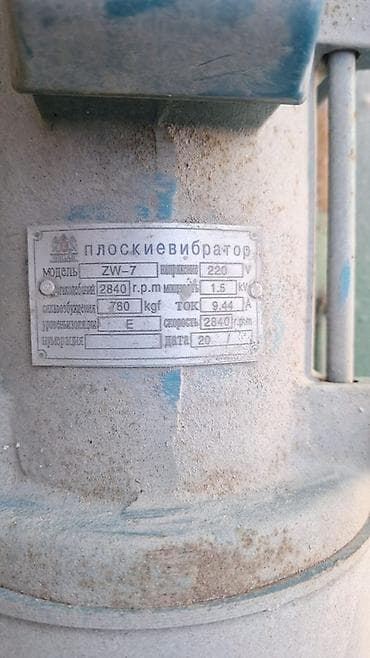 плоскиевибратор
модель ZW-7 напряжение 220 V
2840 r.p.m мощность 1.5 kW
780 kgf ток 9.44 A
E скорость 2840 r.p.m
нумерация дата 20 /